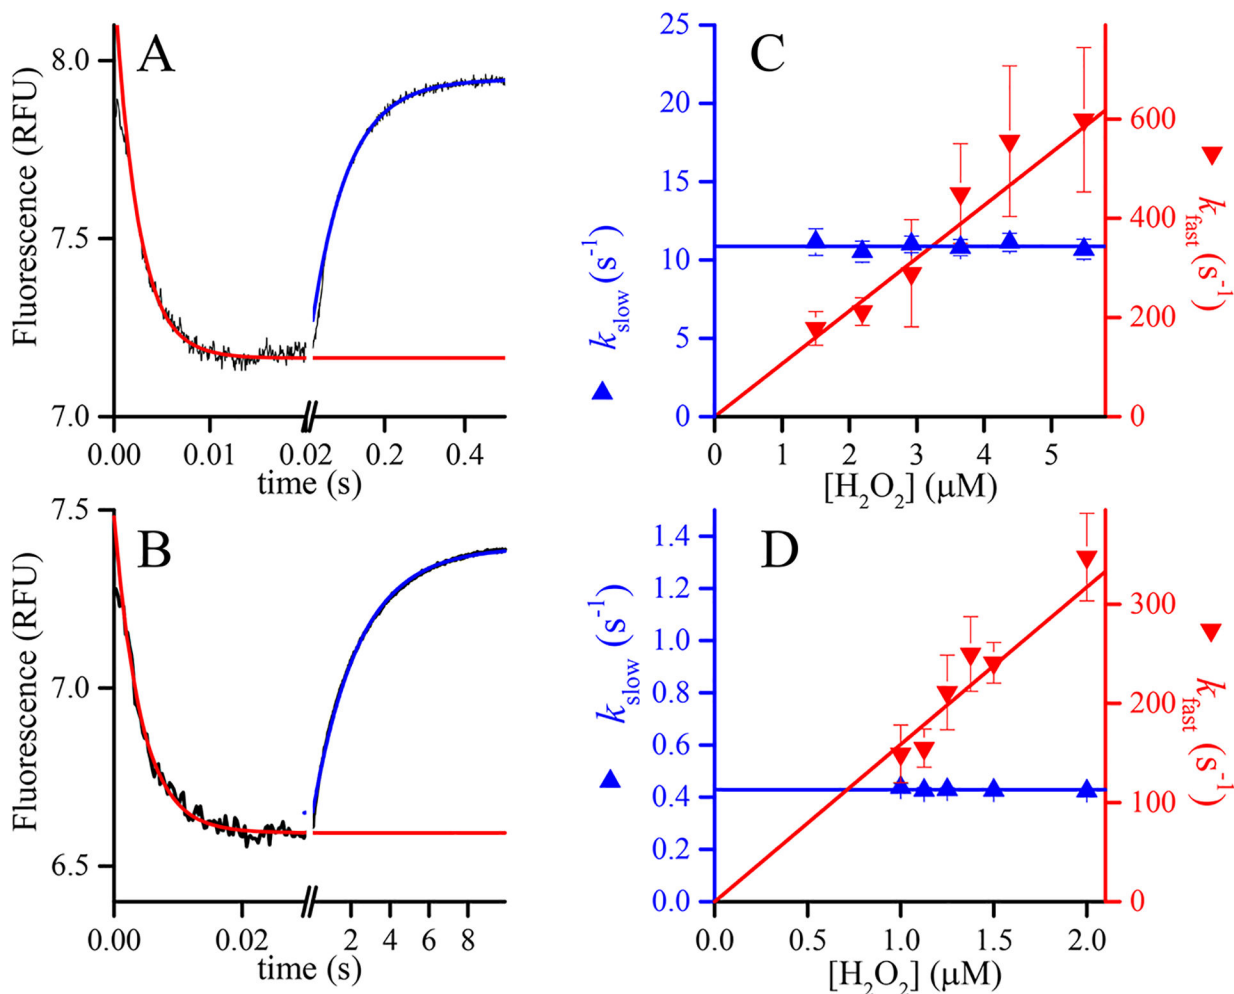 A
Fluorescence (RFU)
8.0
7.5
7.0
0.00 0.01 0.02 0.2 0.4
time (s)
B
Fluorescence (RFU)
7.5
7.0
6.5
0.00 0.02 2 4 6 8
time (s)
C
▲ kslow (s-1)
25
20
15
10
5
0
600
400
200
0
▼ kfast (s-1)
0 1 2 3 4 5
[H2O2] (μM)
D
▲ kslow (s-1)
1.4
1.2
1.0
0.8
0.6
0.4
0.2
0.0
300
200
100
0
▼ kfast (s-1)
0.0 0.5 1.0 1.5 2.0
[H2O2] (μM)